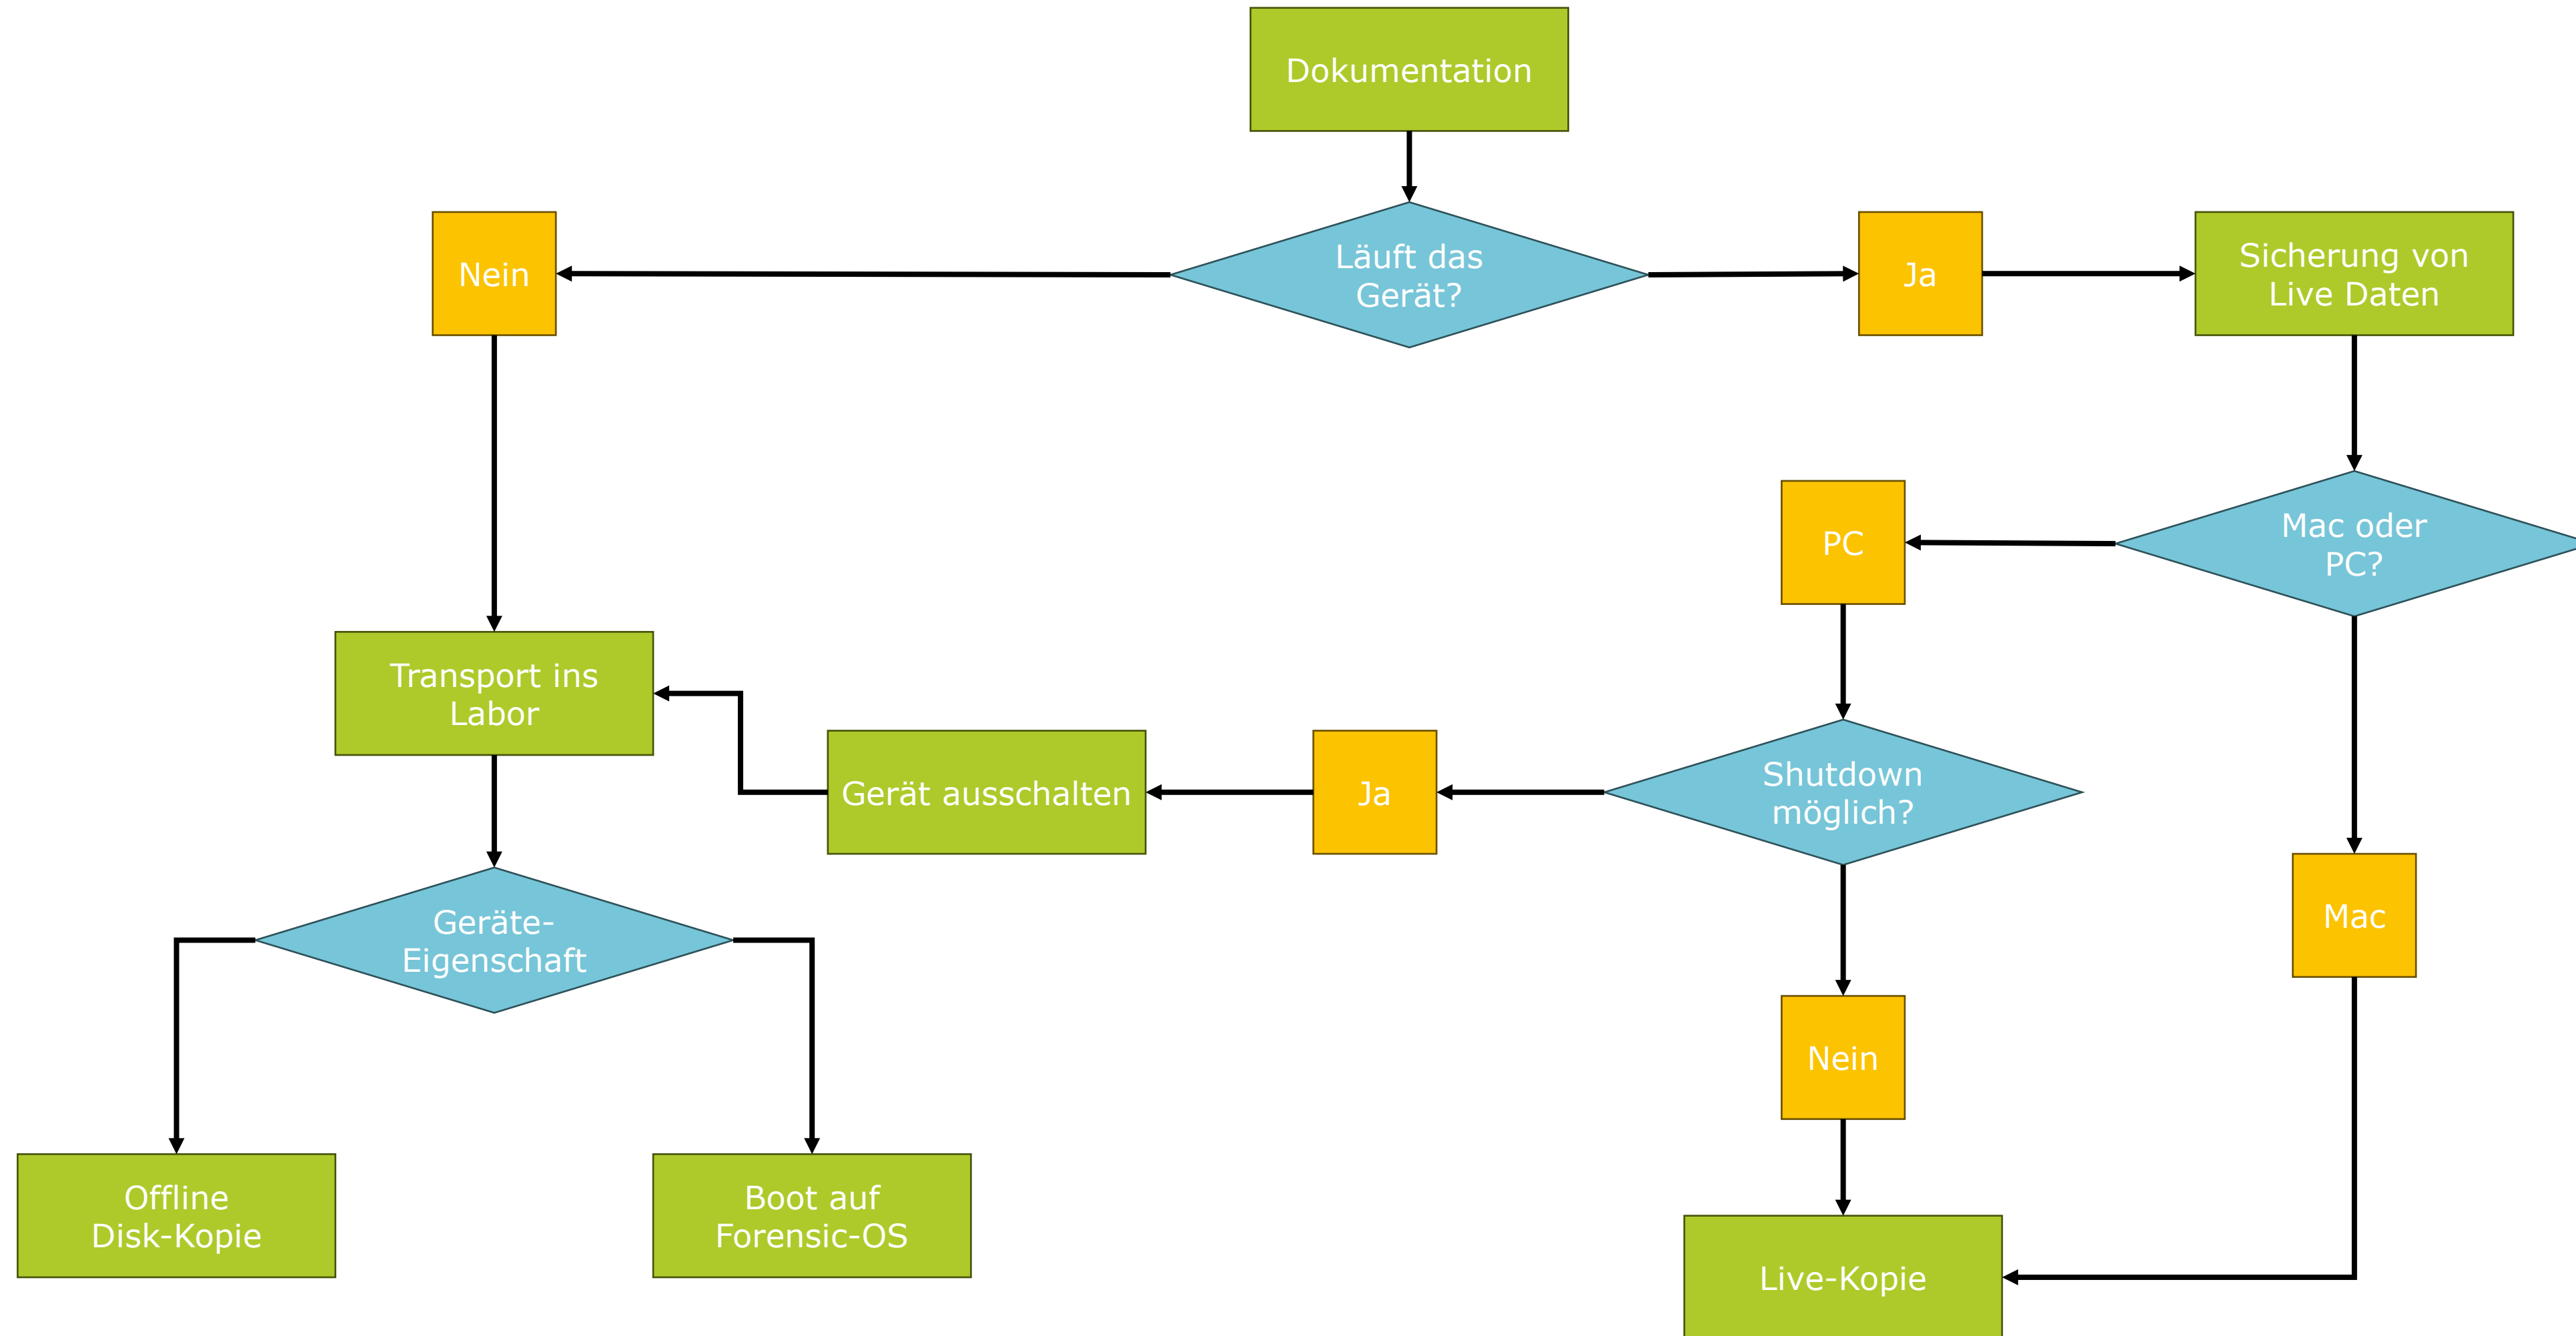 Dokumentation
Nein
Läuft das
Gerät?
Ja
Sicherung von
Live Daten
PC
Mac oder
PC?
Transport ins
Labor
Gerät ausschalten
Ja
Shutdown
möglich?
Mac
Geräte-
Eigenschaft
Nein
Offline
Disk-Kopie
Boot auf
Forensic-OS
Live-Kopie